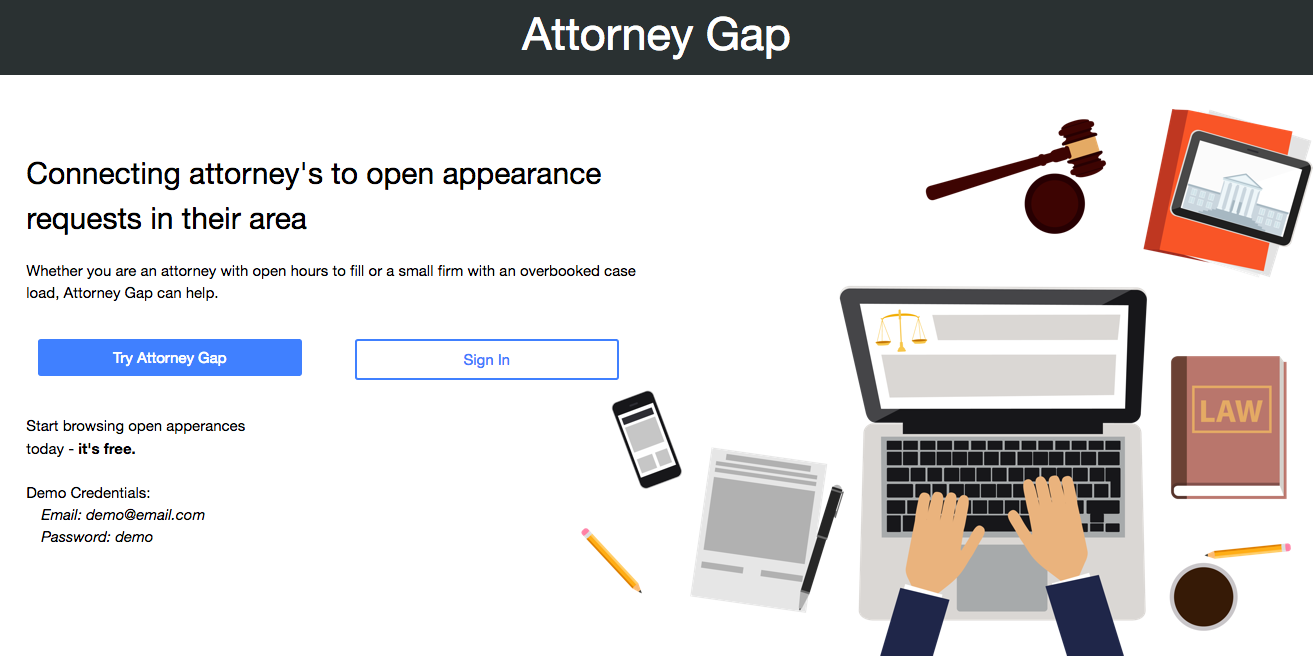 Attorney Gap
Connecting attorney's to open appearance
requests in their area
Whether you are an attorney with open hours to fill or a small firm with an overbooked case
load, Attorney Gap can help.
Try Attorney Gap
Sign In
LAW
Start browsing open apperances
today - it's free.
Demo Credentials:
Email: demo@email.com
Password: demo